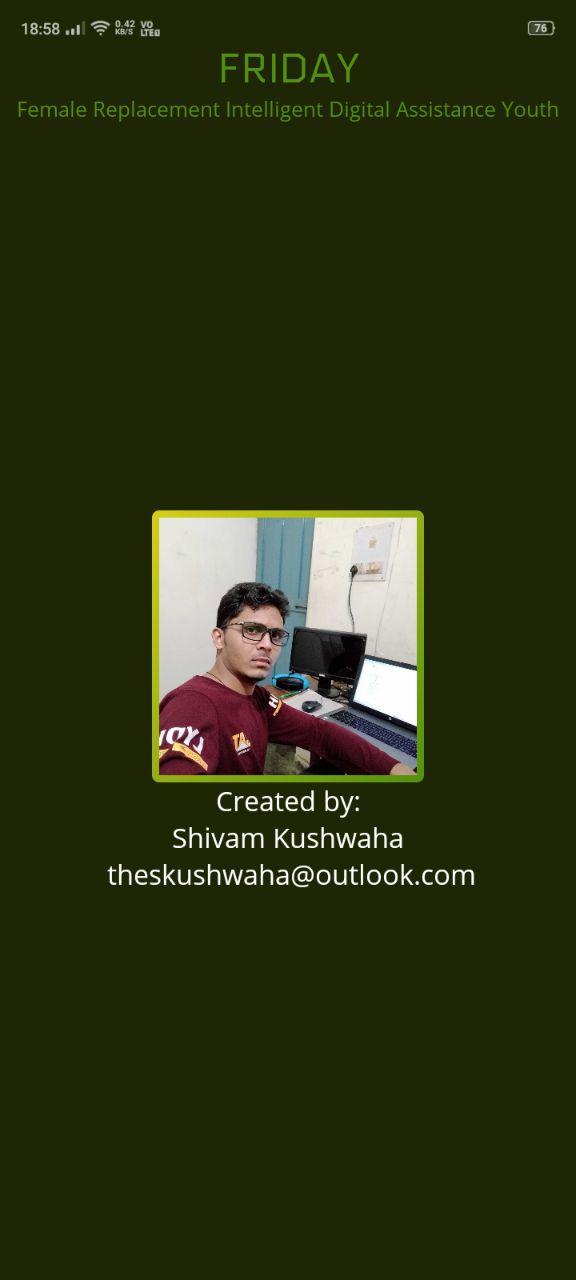 18:58 0.42 KB/S VO LTE 76
FRIDAY
Female Replacement Intelligent Digital Assistance Youth
Created by:
Shivam Kushwaha
theskushwaha@outlook.com